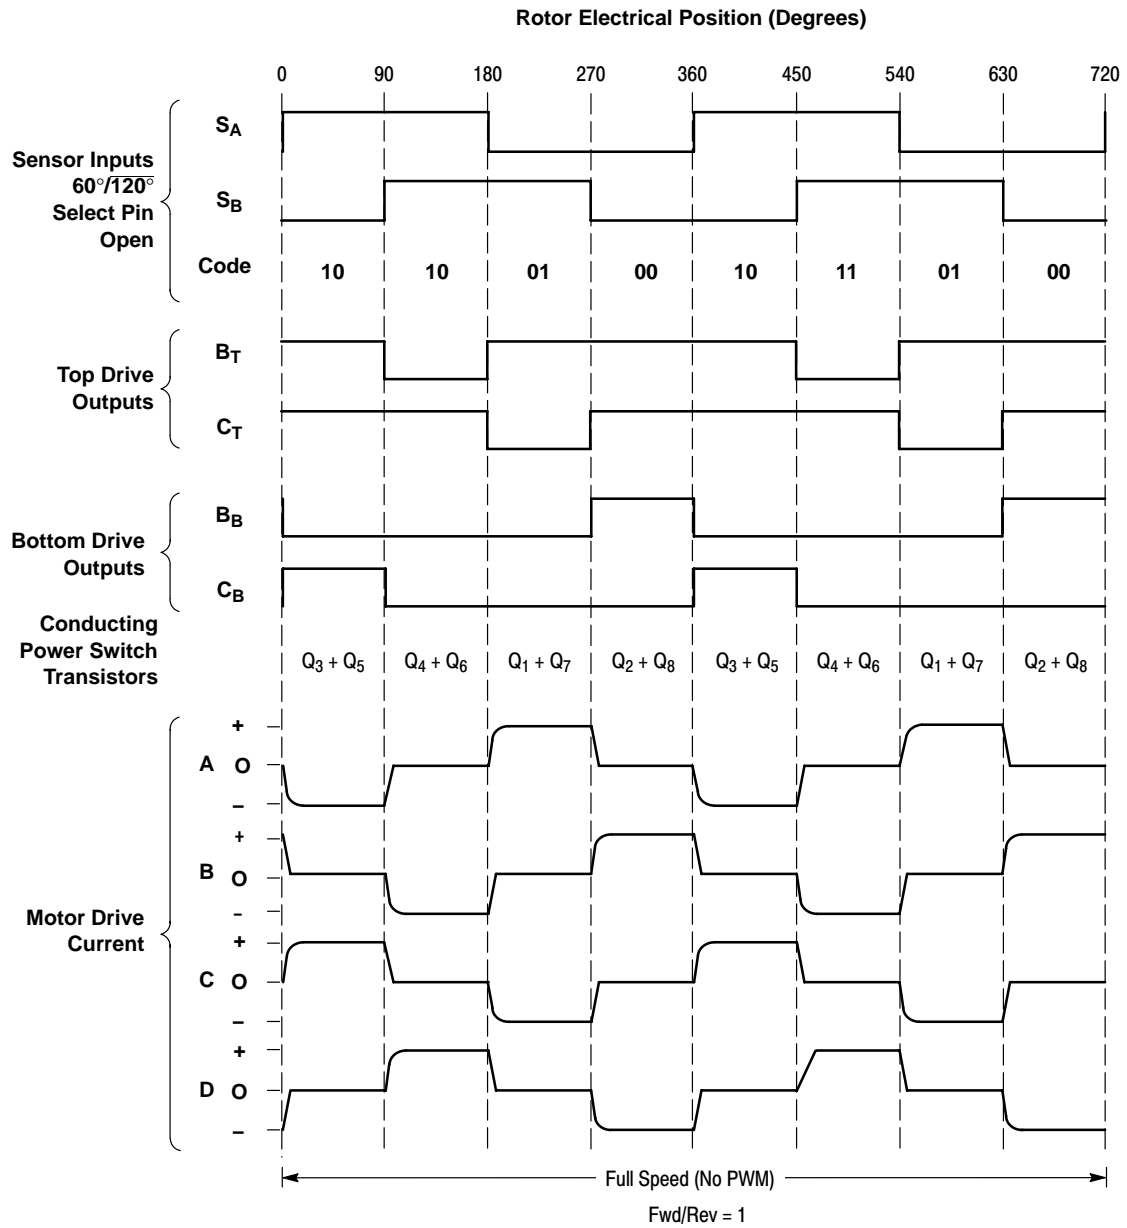 Rotor Electrical Position (Degrees)
0 90 180 270 360 450 540 630 720
Sensor Inputs
60°/120°
Select Pin
Open
SA
SB
Code 10 10 01 00 10 11 01 00
Top Drive
Outputs
BT
CT
Bottom Drive
Outputs
BB
CB
Conducting
Power Switch
Transistors
Q3 + Q5 Q4 + Q6 Q1 + Q7 Q2 + Q8 Q3 + Q5 Q4 + Q6 Q1 + Q7 Q2 + Q8
Motor Drive
Current
+
A O
–
+
B O
–
+
C O
–
+
D O
–
Full Speed (No PWM)
Fwd/Rev = 1